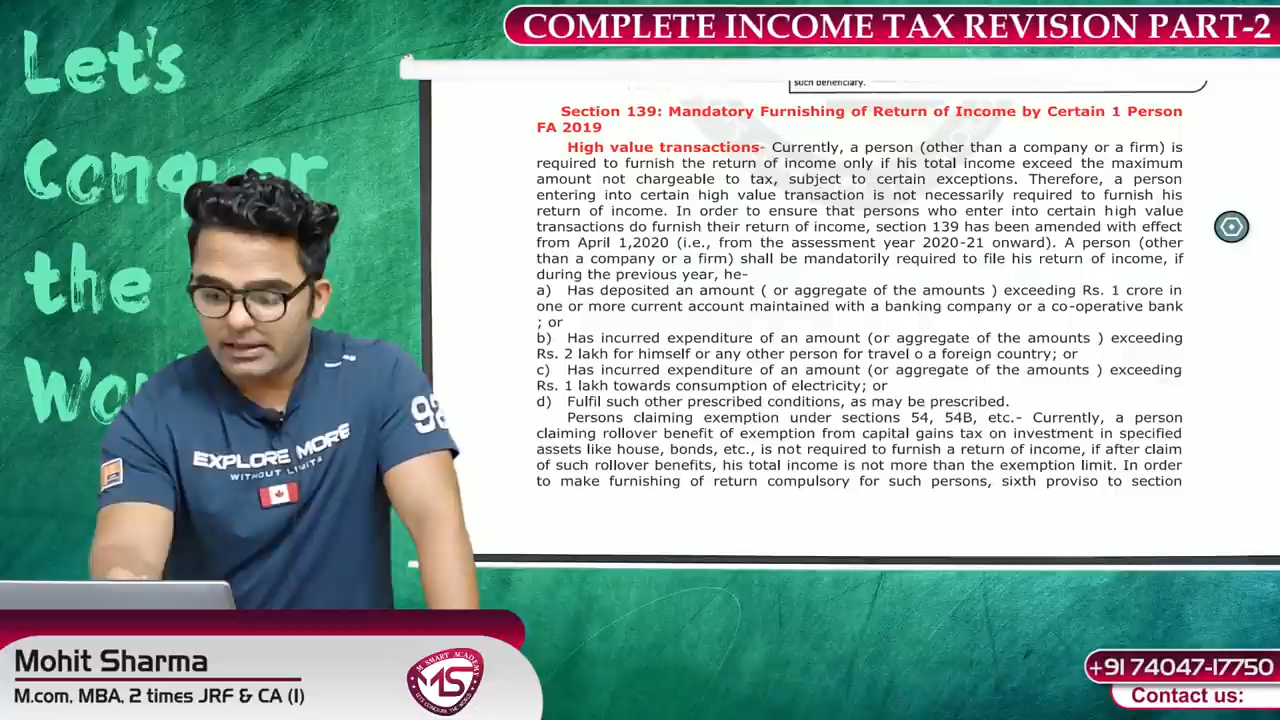 COMPLETE INCOME TAX REVISION PART-2
Let's
Conquer
the
such beneficiary.
Section 139: Mandatory Furnishing of Return of Income by Certain 1 Person
FA 2019
High value transactions- Currently, a person (other than a company or a firm) is
required to furnish the return of income only if his total income exceed the maximum
amount not chargeable to tax, subject to certain exceptions. Therefore, a person
entering into certain high value transaction is not necessarily required to furnish his
return of income. In order to ensure that persons who enter into certain high value
transactions do furnish their return of income, section 139 has been amended with effect
from April 1,2020 (i.e., from the assessment year 2020-21 onward). A person (other
than a company or a firm) shall be mandatorily required to file his return of income, if
during the previous year, he-
a) Has deposited an amount ( or aggregate of the amounts ) exceeding Rs. 1 crore in
one or more current account maintained with a banking company or a co-operative bank
; or
b) Has incurred expenditure of an amount (or aggregate of the amounts ) exceeding
Rs. 2 lakh for himself or any other person for travel o a foreign country; or
c) Has incurred expenditure of an amount (or aggregate of the amounts ) exceeding
Rs. 1 lakh towards consumption of electricity; or
d) Fulfil such other prescribed conditions, as may be prescribed.
Persons claiming exemption under sections 54, 54B, etc.- Currently, a person
claiming rollover benefit of exemption from capital gains tax on investment in specified
assets like house, bonds, etc., is not required to furnish a return of income, if after claim
of such rollover benefits, his total income is not more than the exemption limit. In order
to make furnishing of return compulsory for such persons, sixth proviso to section
EXPLORE MORE
WITHOUT LIMITS
92
Mohit Sharma
M.com, MBA, 2 times JRF & CA (I)
M SMART ACADEMY
MS
LETS CONQUER THE WORLD
+91 74047-17750
Contact us: